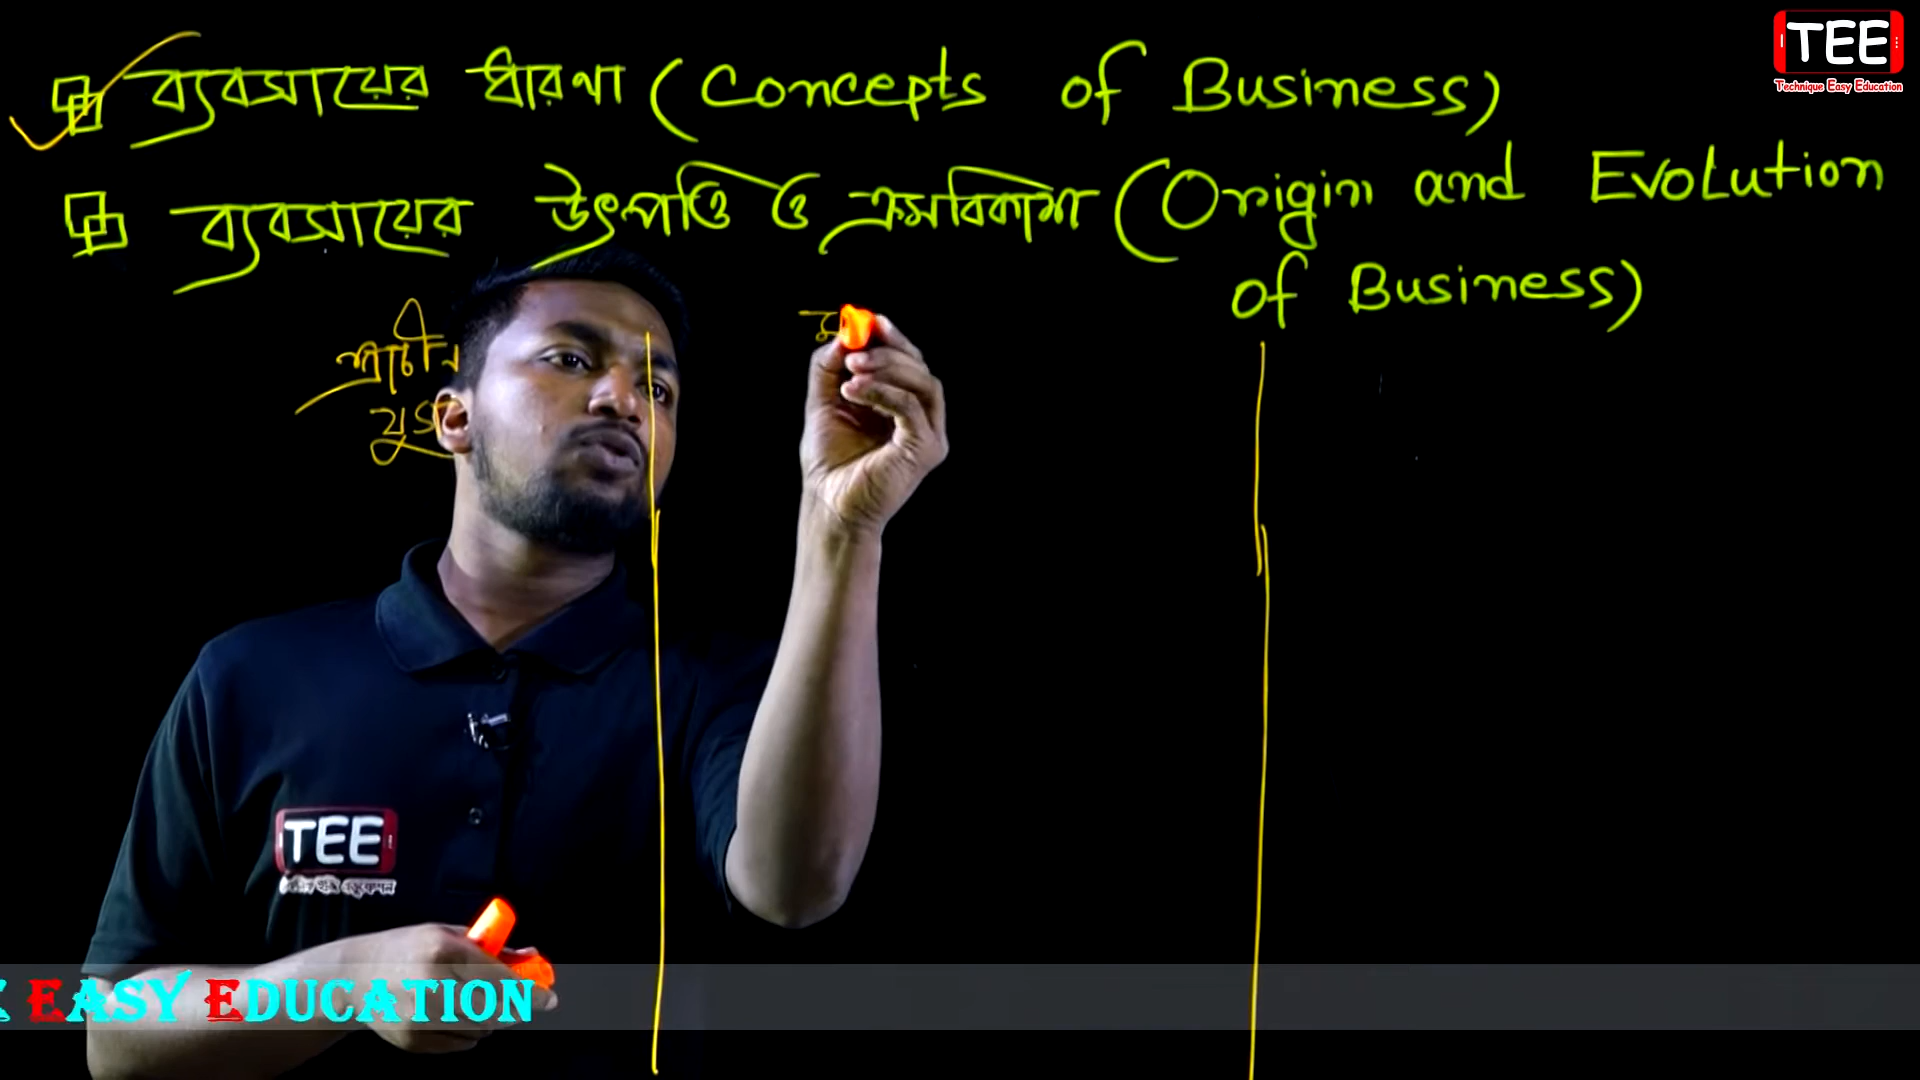 TEE
Technique Easy Education
ব্যবসায়ের ধারণা (Concepts of Business)
ব্যবসায়ের উৎপত্তি ও ক্রমবিকাশ (Origin and Evolution
of Business)
প্রাচীন
যুগ
ম
TEE
EASY EDUCATION